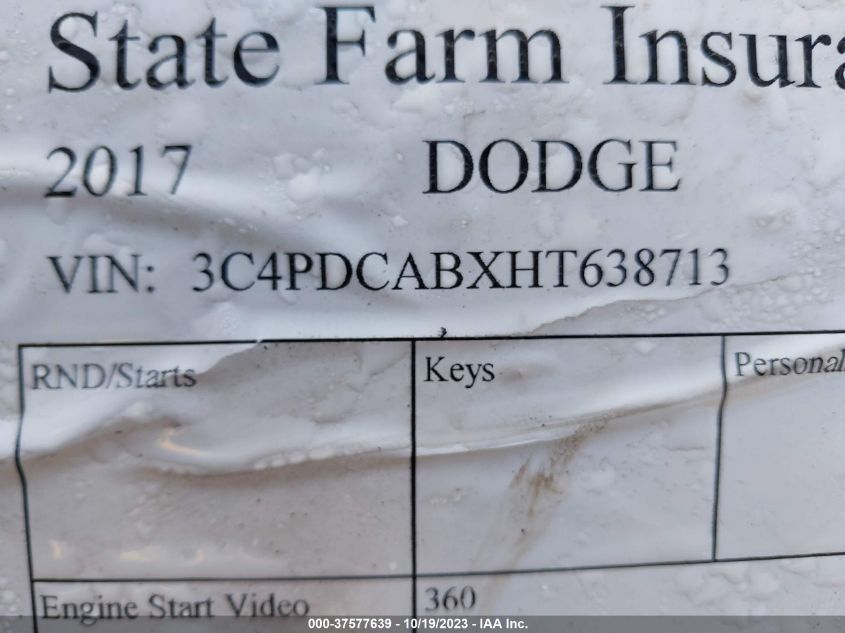 State Farm Insura
2017 DODGE
VIN: 3C4PDCABXHT638713
RND/Starts Keys Personal
Engine Start Video 360
000-37577639 - 10/19/2023 - IAA Inc.